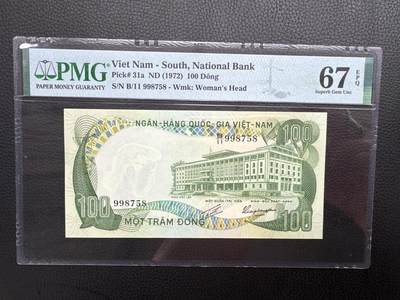 PMG
PAPER MONEY GUARANTY
Viet Nam - South, National Bank
Pick# 31a ND (1972) 100 Dông
S/N B/11 998758 - Wmk: Woman's Head
67 EPQ
Superb Gem Unc
NGÂN-HÀNG QUỐC-GIA VIỆT-NAM
100
998758
998758
100
MỘT TRĂM ĐỒNG
100